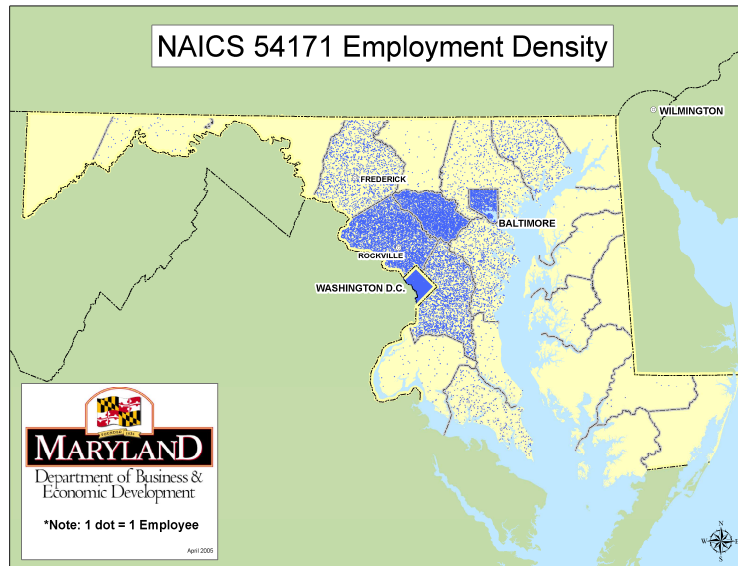 NAICS 54171 Employment Density
WILMINGTON
FREDERICK
BALTIMORE
ROCKVILLE
WASHINGTON D.C.
MARYLAND
Department of Business &
Economic Development
*Note: 1 dot = 1 Employee
April 2005
N
W
E
S